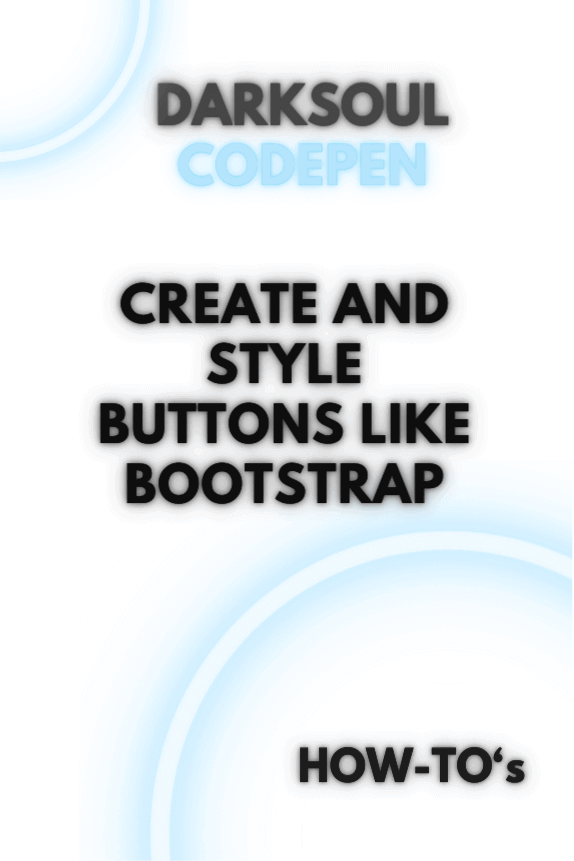 DARKSOUL
CODEPEN
CREATE AND
STYLE
BUTTONS LIKE
BOOTSTRAP
HOW-TO‘s